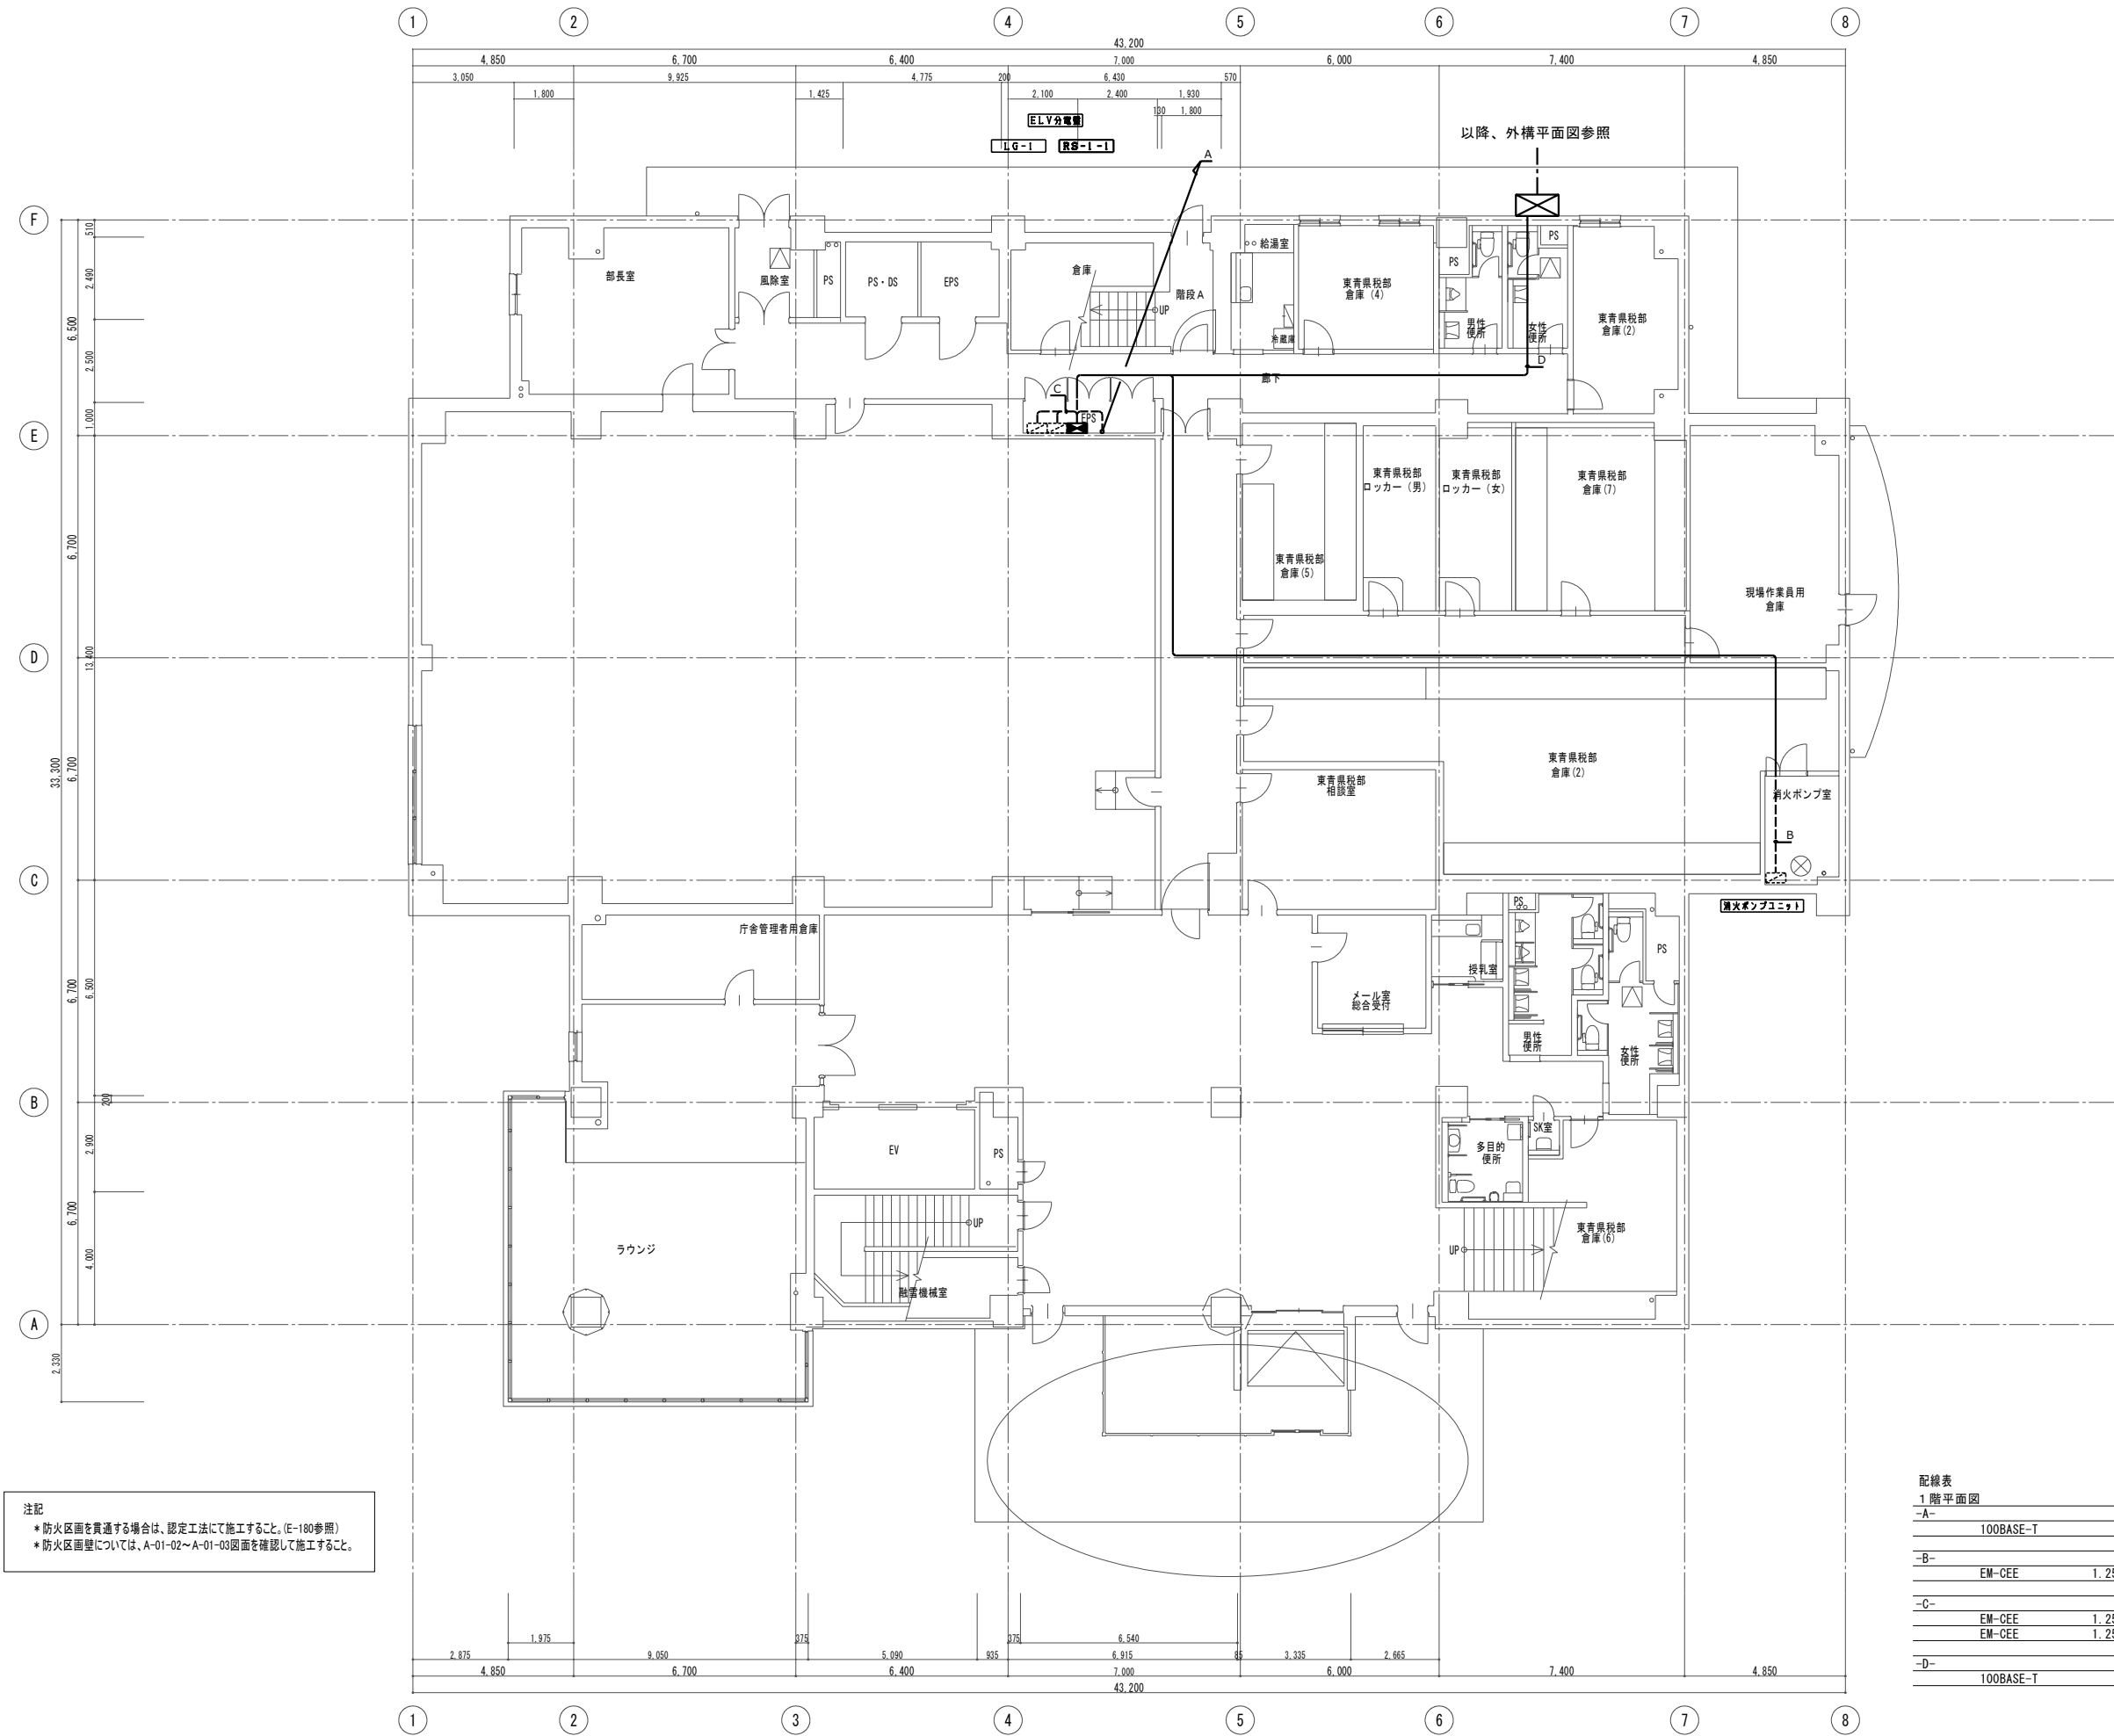 1 2 4 5 6 7 8
43,200
4,850 6,700 6,400 7,000 6,000 7,400 4,850
3,050 9,925 4,775 200 6,430 570
1,800 1,425 2,100 2,400 1,930
130 1,800
ELV分電盤
LG-1 RS-1-1
以降、外構平面図参照
A
F
510
2,490
6,500
2,500
1,000
部長室
風除室
PS
PS・DS
EPS
倉庫
UP
階段A
給湯室
冷蔵庫
東青県税部
倉庫(4)
PS
男性
便所
女性
便所
PS
東青県税部
倉庫(2)
D
廊下
C
EPS
E
6,700
東青県税部
倉庫(5)
東青県税部
ロッカー(男)
東青県税部
ロッカー(女)
東青県税部
倉庫(7)
現場作業員用
倉庫
D
13,400
33,300
6,700
東青県税部
相談室
東青県税部
倉庫(2)
消火ポンプ室
B
消火ポンプユニット
C
6,700
6,500
庁舎管理者用倉庫
メール室
総合受付
授乳室
PS
PS
男性
便所
女性
便所
B
200
2,900
6,700
4,000
EV
PS
UP
融雪機械室
ラウンジ
多目的
便所
SK室
UP
東青県税部
倉庫(6)
A
2,330
注記
*防火区画を貫通する場合は、認定工法にて施工すること。(E-180参照)
*防火区画壁については、A-01-02～A-01-03図面を確認して施工すること。
配線表
1階平面図
-A-
100BASE-T
-B-
EM-CEE 1.25
-C-
EM-CEE 1.25
EM-CEE 1.25
-D-
100BASE-T
1,975 375 375 6,540
2,875 9,050 5,090 935 6,915 85 3,335 2,665
4,850 6,700 6,400 7,000 6,000 7,400 4,850
43,200
1 2 3 4 5 6 7 8